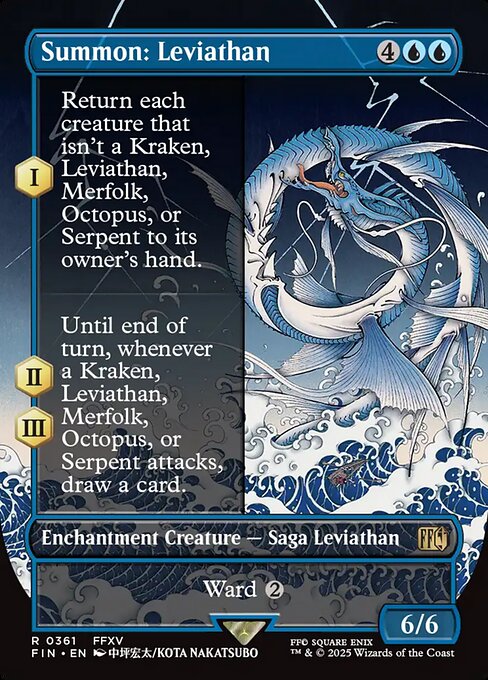 Summon: Leviathan
4
I
Return each
creature that
isn't a Kraken,
Leviathan,
Merfolk,
Octopus, or
Serpent to its
owner's hand.
II
III
Until end of
turn, whenever
a Kraken,
Leviathan,
Merfolk,
Octopus, or
Serpent attacks,
draw a card.
Enchantment Creature — Saga Leviathan
Ward 2
6/6
R 0361 FFXV
FIN • EN 中坪宏太/KOTA NAKATSUBO
FF© SQUARE ENIX
™ & © 2025 Wizards of the Coast